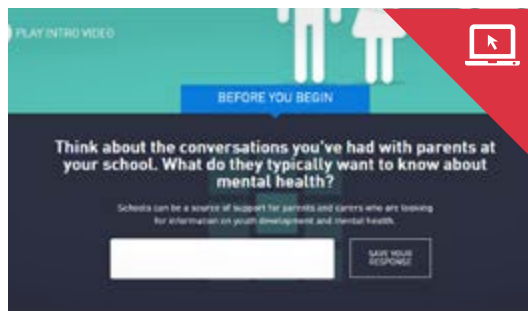 PLAY INTRO VIDEO
BEFORE YOU BEGIN
Think about the conversations you've had with parents at
your school. What do they typically want to know about
mental health?
Schools can be a source of support for parents and carers who are looking
for information on youth development and mental health.
SAVE YOUR
RESPONSE